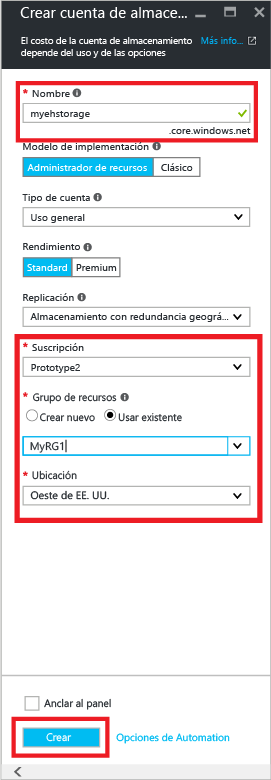 Crear cuenta de almace...
El costo de la cuenta de almacenamiento Más info...
depende del uso y de las opciones
* Nombre
myehstorage
.core.windows.net
Modelo de implementación
Administrador de recursos Clásico
Tipo de cuenta
Uso general
Rendimiento
Standard Premium
Replicación
Almacenamiento con redundancia geográ...
* Suscripción
Prototype2
* Grupo de recursos
Crear nuevo Usar existente
MyRG1
* Ubicación
Oeste de EE. UU.
Anclar al panel
Crear Opciones de Automation